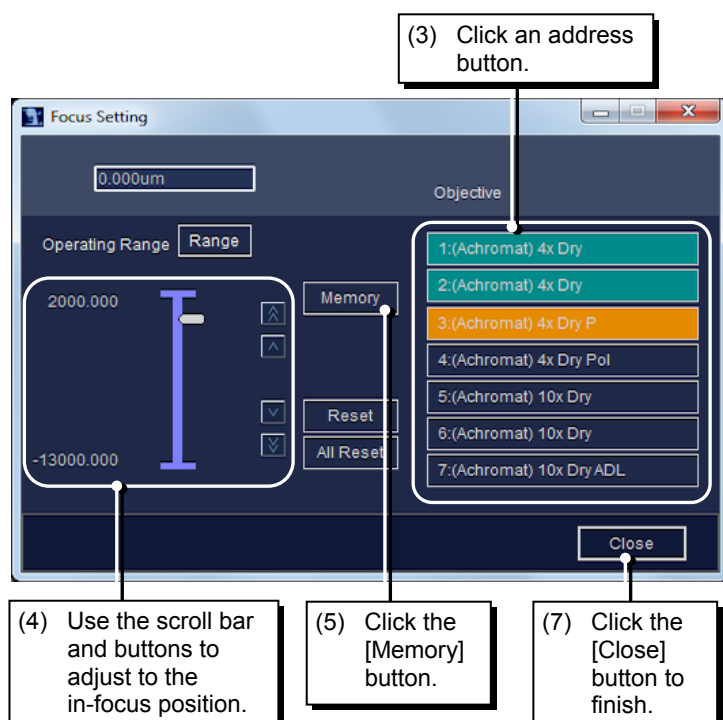 (3) Click an address
button.
Focus Setting
0.000um
Objective
Operating Range
Range
1:(Achromat) 4x Dry
2:(Achromat) 4x Dry
3:(Achromat) 4x Dry P
4:(Achromat) 4x Dry Pol
5:(Achromat) 10x Dry
6:(Achromat) 10x Dry
7:(Achromat) 10x Dry ADL
2000.000
-13000.000
Memory
Reset
All Reset
Close
(4) Use the scroll bar
and buttons to
adjust to the
in-focus position.
(5) Click the
[Memory]
button.
(7) Click the
[Close]
button to
finish.